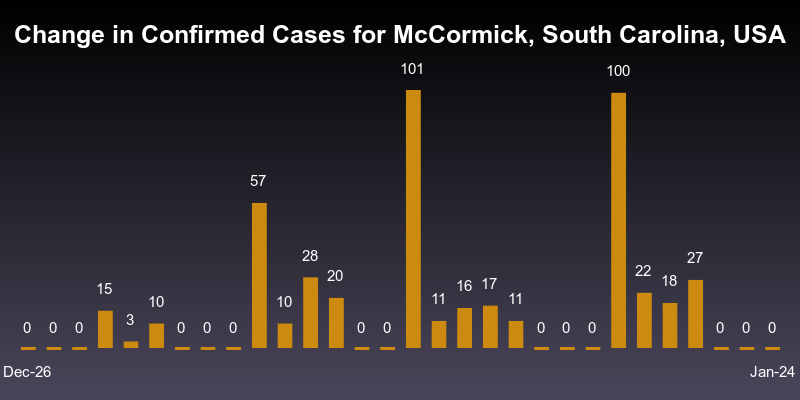 Change in Confirmed Cases for McCormick, South Carolina, USA
0 0 0 15 3 10 0 0 0 57 10 28 20 0 0 101 11 16 17 11 0 0 0 100 22 18 27 0 0 0
Dec-26 Jan-24